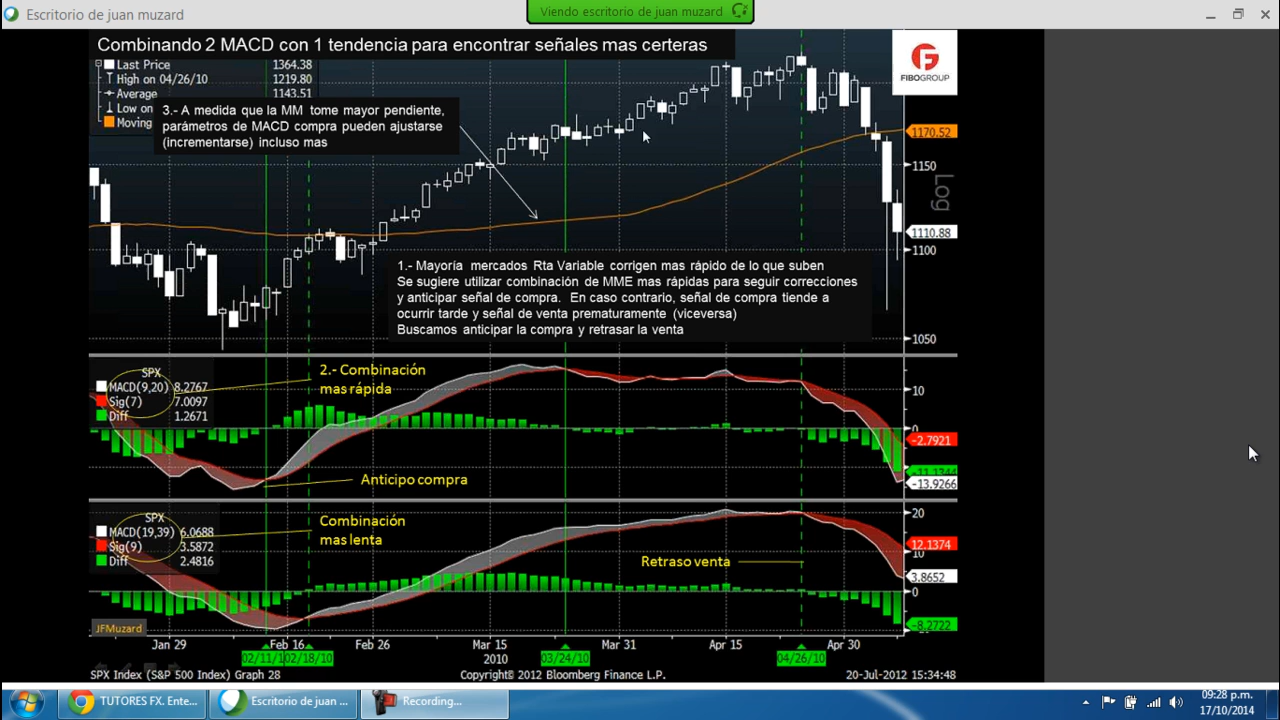 Escritorio de juan muzard
Viendo escritorio de juan muzard
Combinando 2 MACD con 1 tendencia para encontrar señales mas certeras
FIBOGROUP
Last Price 1364.38
High on 04/26/10 1219.80
Average 1143.51
Low on
Moving
3.- A medida que la MM tome mayor pendiente,
parámetros de MACD compra pueden ajustarse
(incrementarse) incluso mas
1170.52
1150
Log
1110.88
1100
1050
1.- Mayoría mercados Rta Variable corrigen mas rápido de lo que suben
Se sugiere utilizar combinación de MME mas rápidas para seguir correcciones
y anticipar señal de compra. En caso contrario, señal de compra tiende a
ocurrir tarde y señal de venta prematuramente (viceversa)
Buscamos anticipar la compra y retrasar la venta
SPX
8.2767
Sig(7) 7.0097
Diff 1.2671
2.- Combinación
mas rápida
Anticipo compra
10
0
-2.7921
-13.9266
SPX
MACD(19,39) 6.0688
Sig(9) 3.5872
Diff 2.4816
Combinación
mas lenta
Retraso venta
20
12.1374
10
3.8652
0
-8.2722
JFMuzard
Jan 29 Feb 16 Feb 26 Mar 15 Mar 31 Apr 15 Apr 30
2010
02/11/1 02/18/10 03/24/10 04/26/10
SPX Index (S&P 500 Index) Graph 28 Copyright© 2012 Bloomberg Finance L.P. 20-Jul-2012 15:34:48
TUTORES FX. Ente...
Escritorio de juan ...
Recording...
09:28 p.m.
17/10/2014